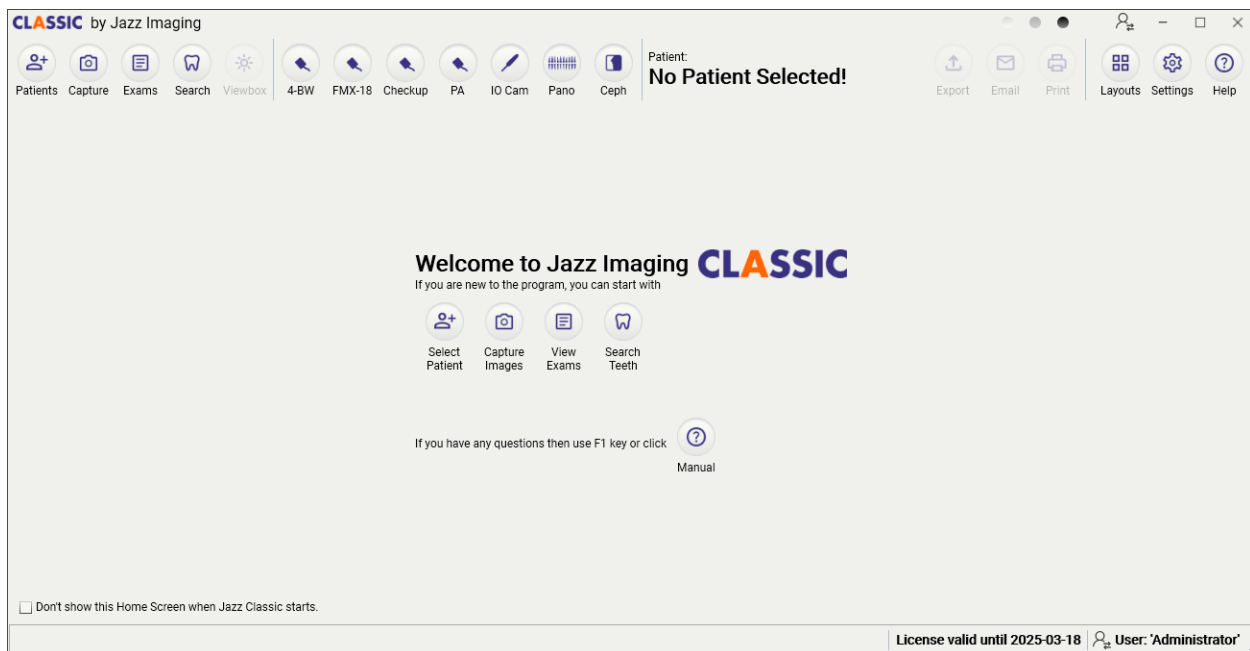 CLASSIC by Jazz Imaging
Patients Capture Exams Search Viewbox 4-BW FMX-18 Checkup PA IO Cam Pano Ceph
Patient:
No Patient Selected!
Export Email Print Layouts Settings Help
Welcome to Jazz Imaging CLASSIC
If you are new to the program, you can start with
Select Patient
Capture Images
View Exams
Search Teeth
If you have any questions then use F1 key or click
Manual
Don't show this Home Screen when Jazz Classic starts.
License valid until 2025-03-18 User: 'Administrator'